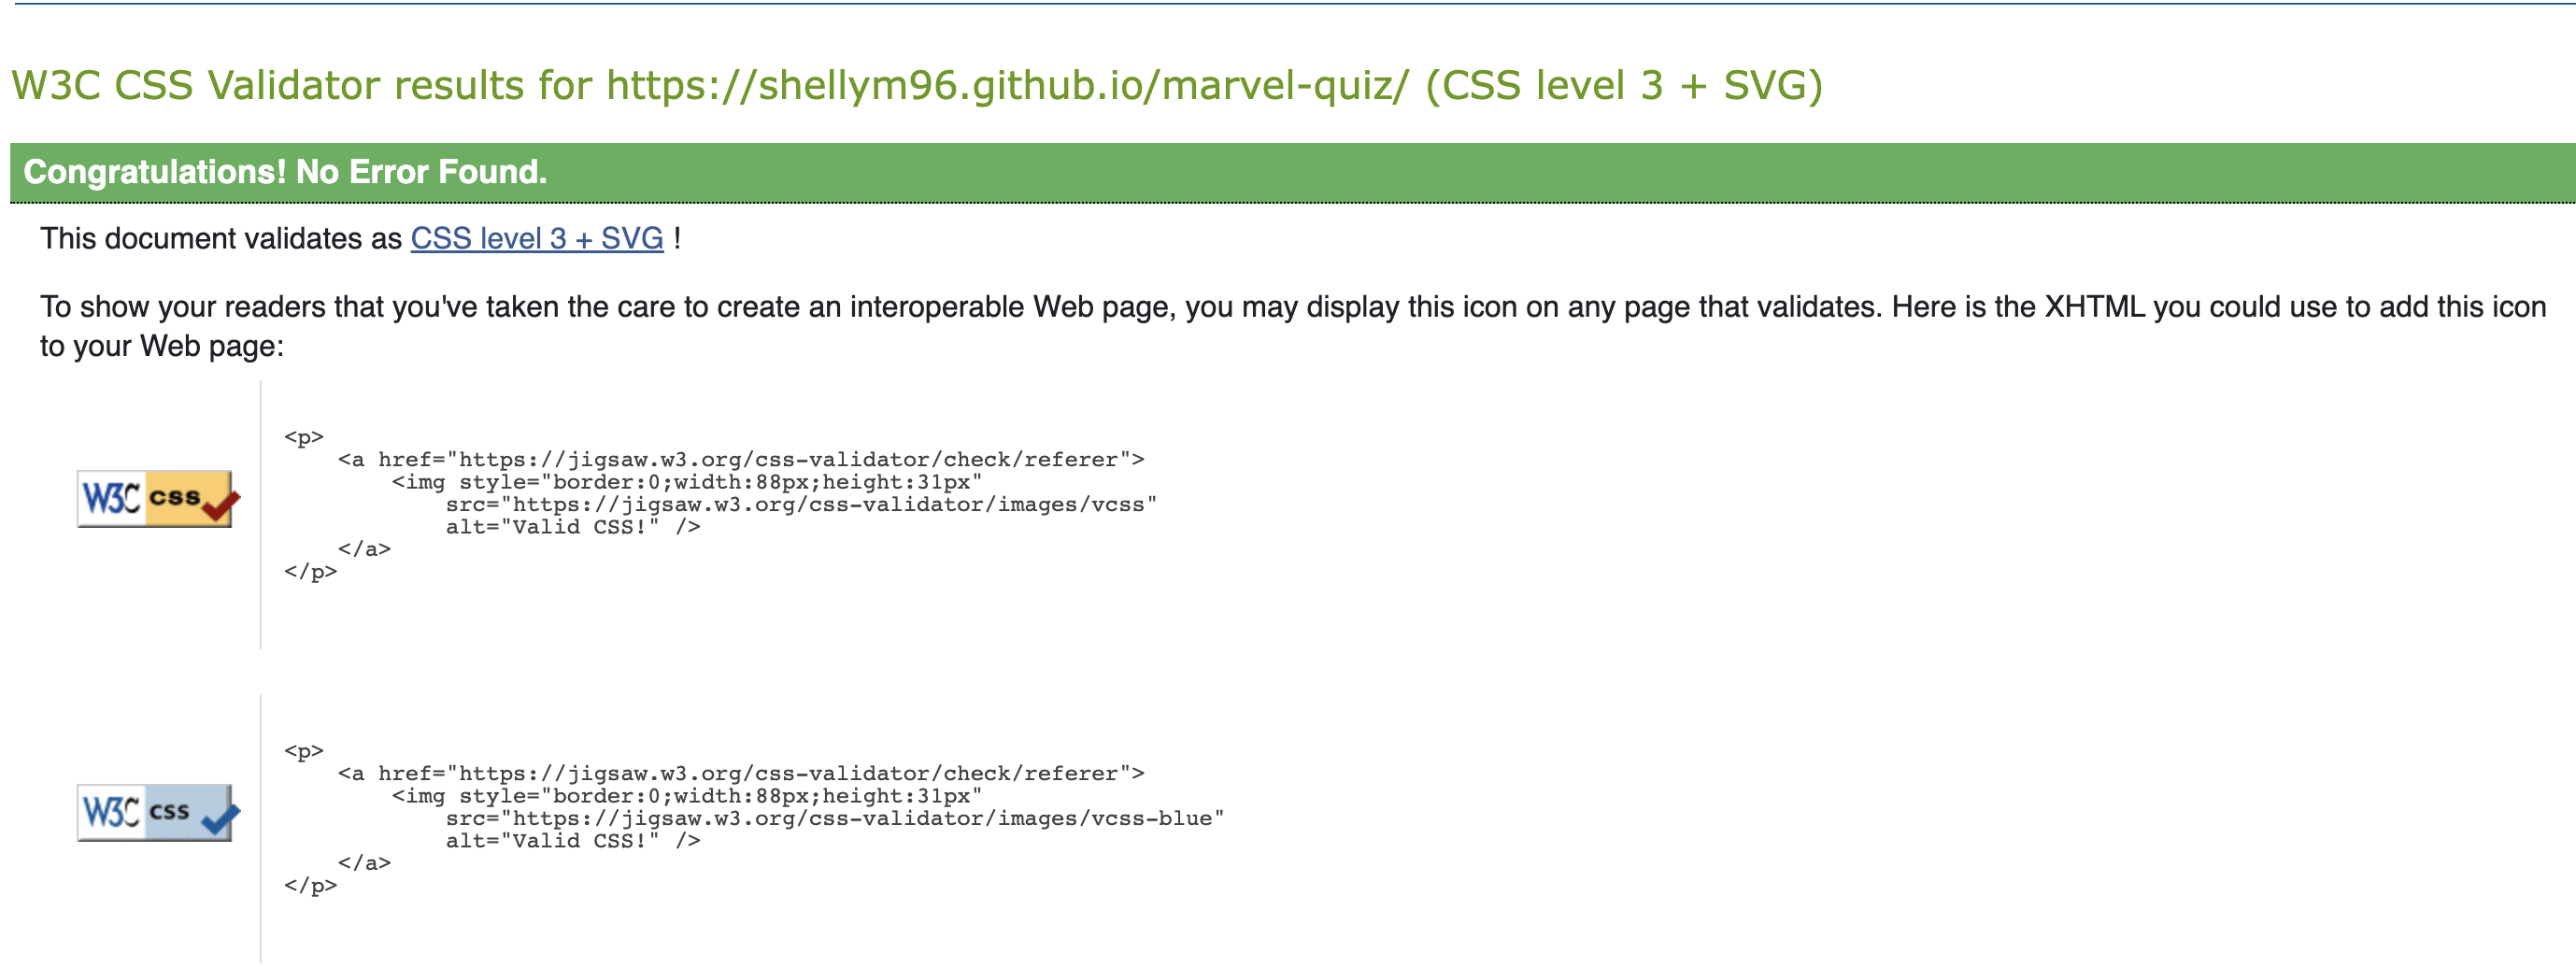 W3C CSS Validator results for https://shellym96.github.io/marvel-quiz/ (CSS level 3 + SVG)
Congratulations! No Error Found.
This document validates as CSS level 3 + SVG !
To show your readers that you've taken the care to create an interoperable Web page, you may display this icon on any page that validates. Here is the XHTML you could use to add this icon
to your Web page:
<p>
<a href="https://jigsaw.w3.org/css-validator/check/referer">
<img style="border:0;width:88px;height:31px"
W3C css
src="https://jigsaw.w3.org/css-validator/images/vcss"
alt="Valid CSS!" />
</a>
</p>
<p>
<a href="https://jigsaw.w3.org/css-validator/check/referer">
<img style="border:0;width:88px;height:31px"
W3C css
src="https://jigsaw.w3.org/css-validator/images/vcss-blue"
alt="Valid CSS!" />
</a>
</p>